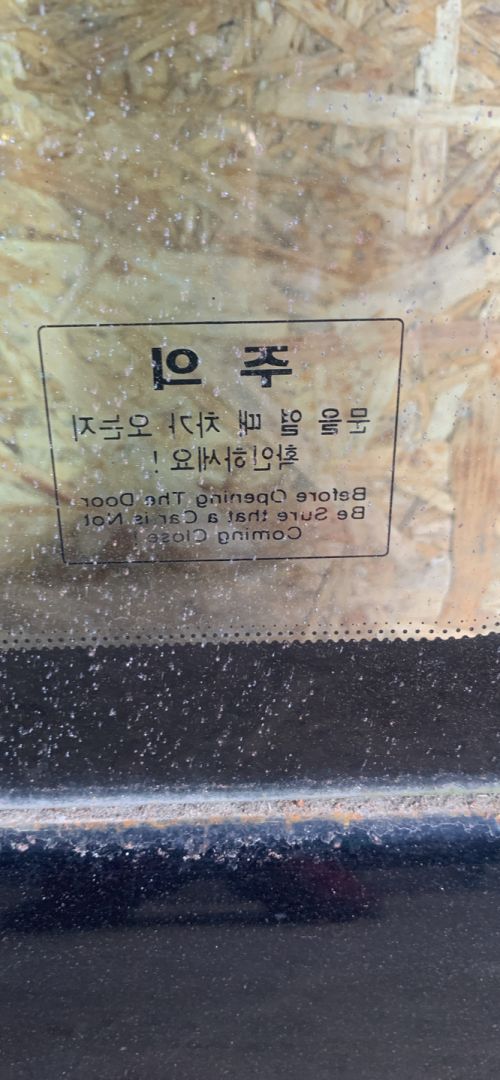 주 의
문을 열 때 차가 오는지
확인하세요 !
Before Opening The Door
Be Sure that a Car is Not
Coming Close !